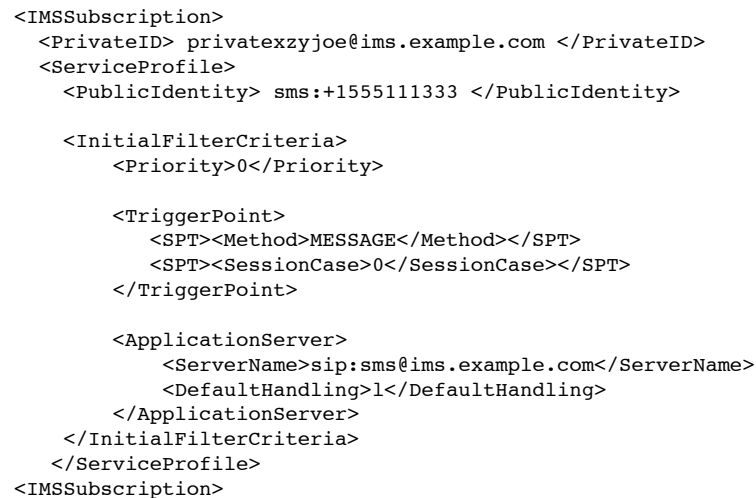 <IMSSubscription>
<PrivateID> privatexzyjoe@ims.example.com </PrivateID>
<ServiceProfile>
<PublicIdentity> sms:+1555111333 </PublicIdentity>
<InitialFilterCriteria>
<Priority>0</Priority>
<TriggerPoint>
<SPT><Method>MESSAGE</Method></SPT>
<SPT><SessionCase>0</SessionCase></SPT>
</TriggerPoint>
<ApplicationServer>
<ServerName>sip:sms@ims.example.com</ServerName>
<DefaultHandling>l</DefaultHandling>
</ApplicationServer>
</InitialFilterCriteria>
</ServiceProfile>
<IMSSubscription>